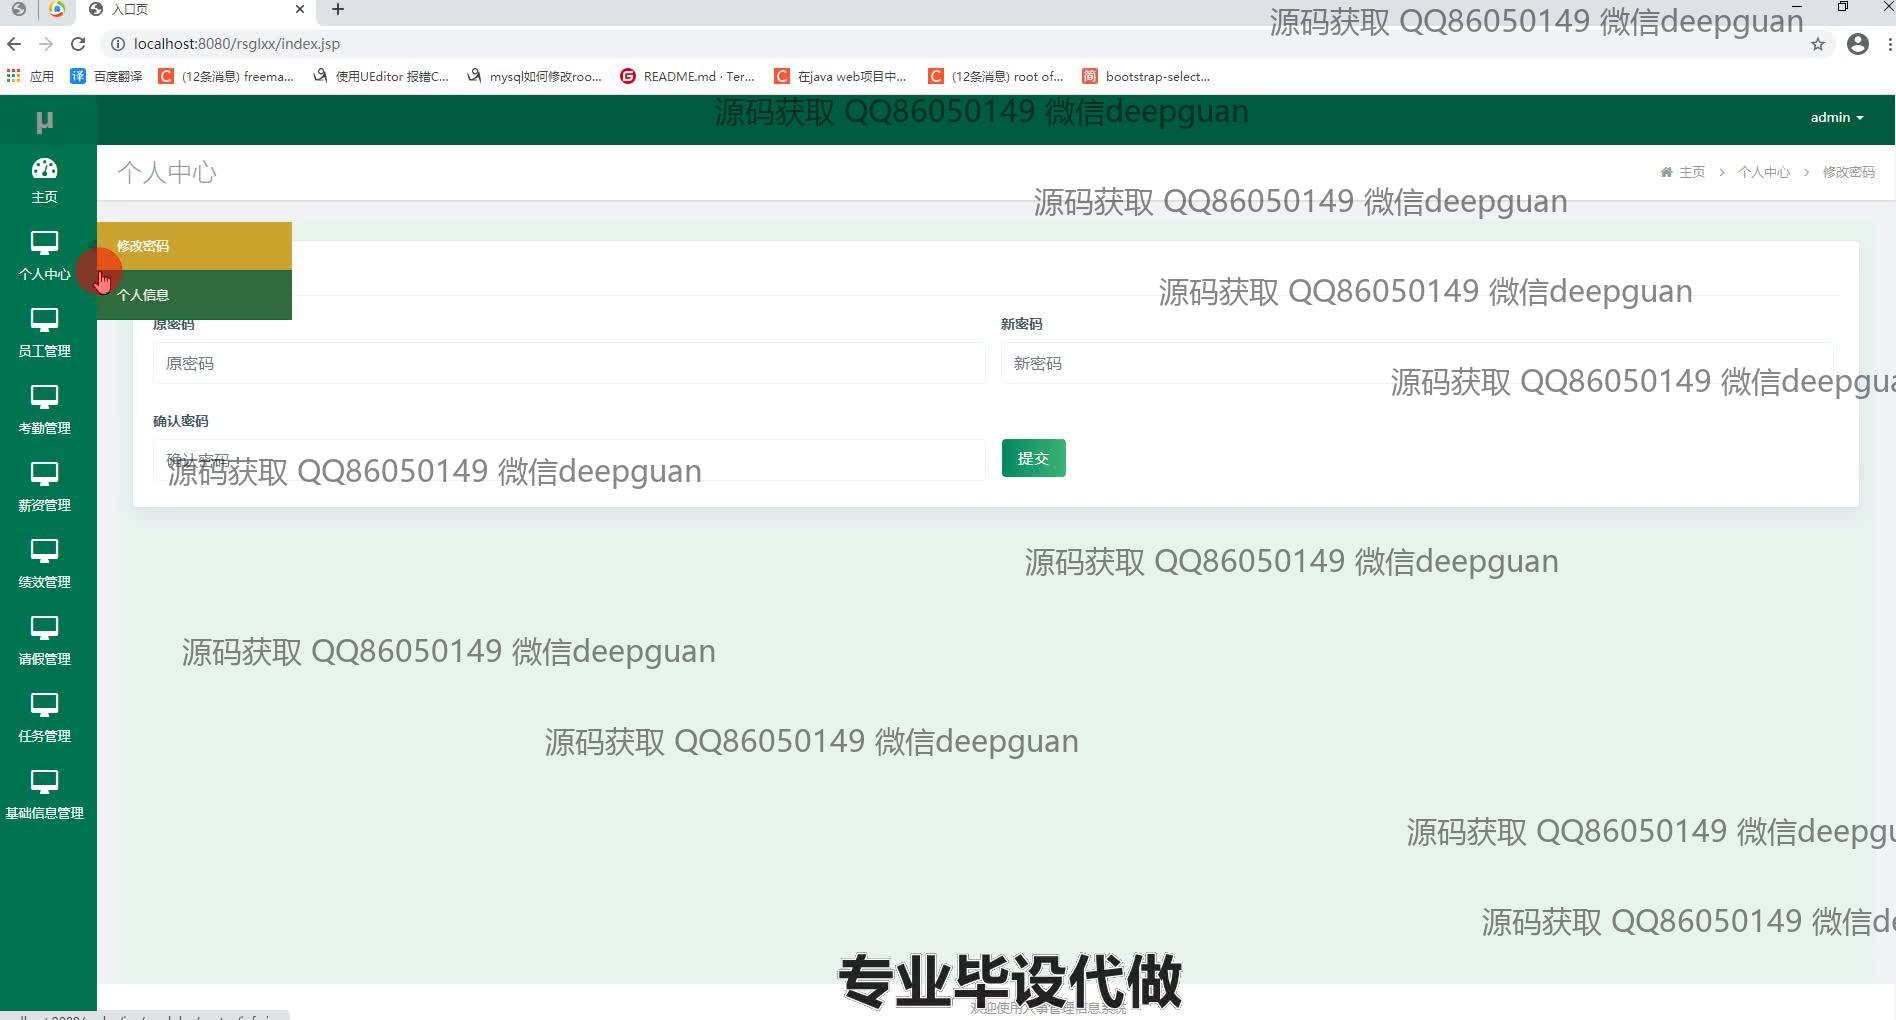 入口页
源码获取 QQ86050149 微信deepguan
localhost:8080/rsglxx/index.jsp
应用
百度翻译
(12条消息) freema...
使用UEditor 报错C...
mysql如何修改roo...
README.md · Ter...
在java web项目中...
(12条消息) root of...
bootstrap-select...
μ
源码获取 QQ86050149 微信deepguan
admin
主页
个人中心
主页 > 个人中心 > 修改密码
源码获取 QQ86050149 微信deepguan
修改密码
个人中心
个人信息
源码获取 QQ86050149 微信deepguan
原密码
新密码
员工管理
原密码
新密码
源码获取 QQ86050149 微信deepgua
考勤管理
确认密码
确认密码
源码获取 QQ86050149 微信deepguan
提交
薪资管理
源码获取 QQ86050149 微信deepguan
绩效管理
请假管理
源码获取 QQ86050149 微信deepguan
任务管理
源码获取 QQ86050149 微信deepguan
基础信息管理
源码获取 QQ86050149 微信deepgu
源码获取 QQ86050149 微信de
专业毕设代做
欢迎使用人事管理信息系统